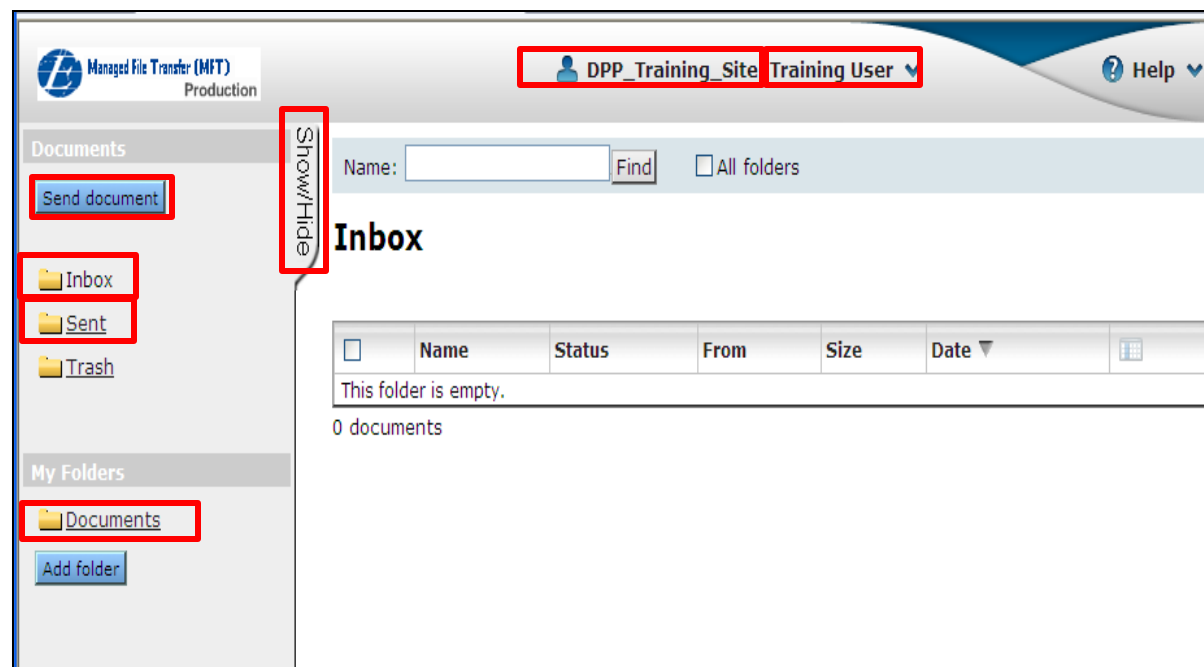 Managed File Transfer (MFT)
Production
DPP_Training_Site Training User
Help
Documents
Send document
Inbox
Sent
Trash
My Folders
Documents
Add folder
Show/Hide
Name: Find All folders
Inbox
Name Status From Size Date
This folder is empty.
0 documents